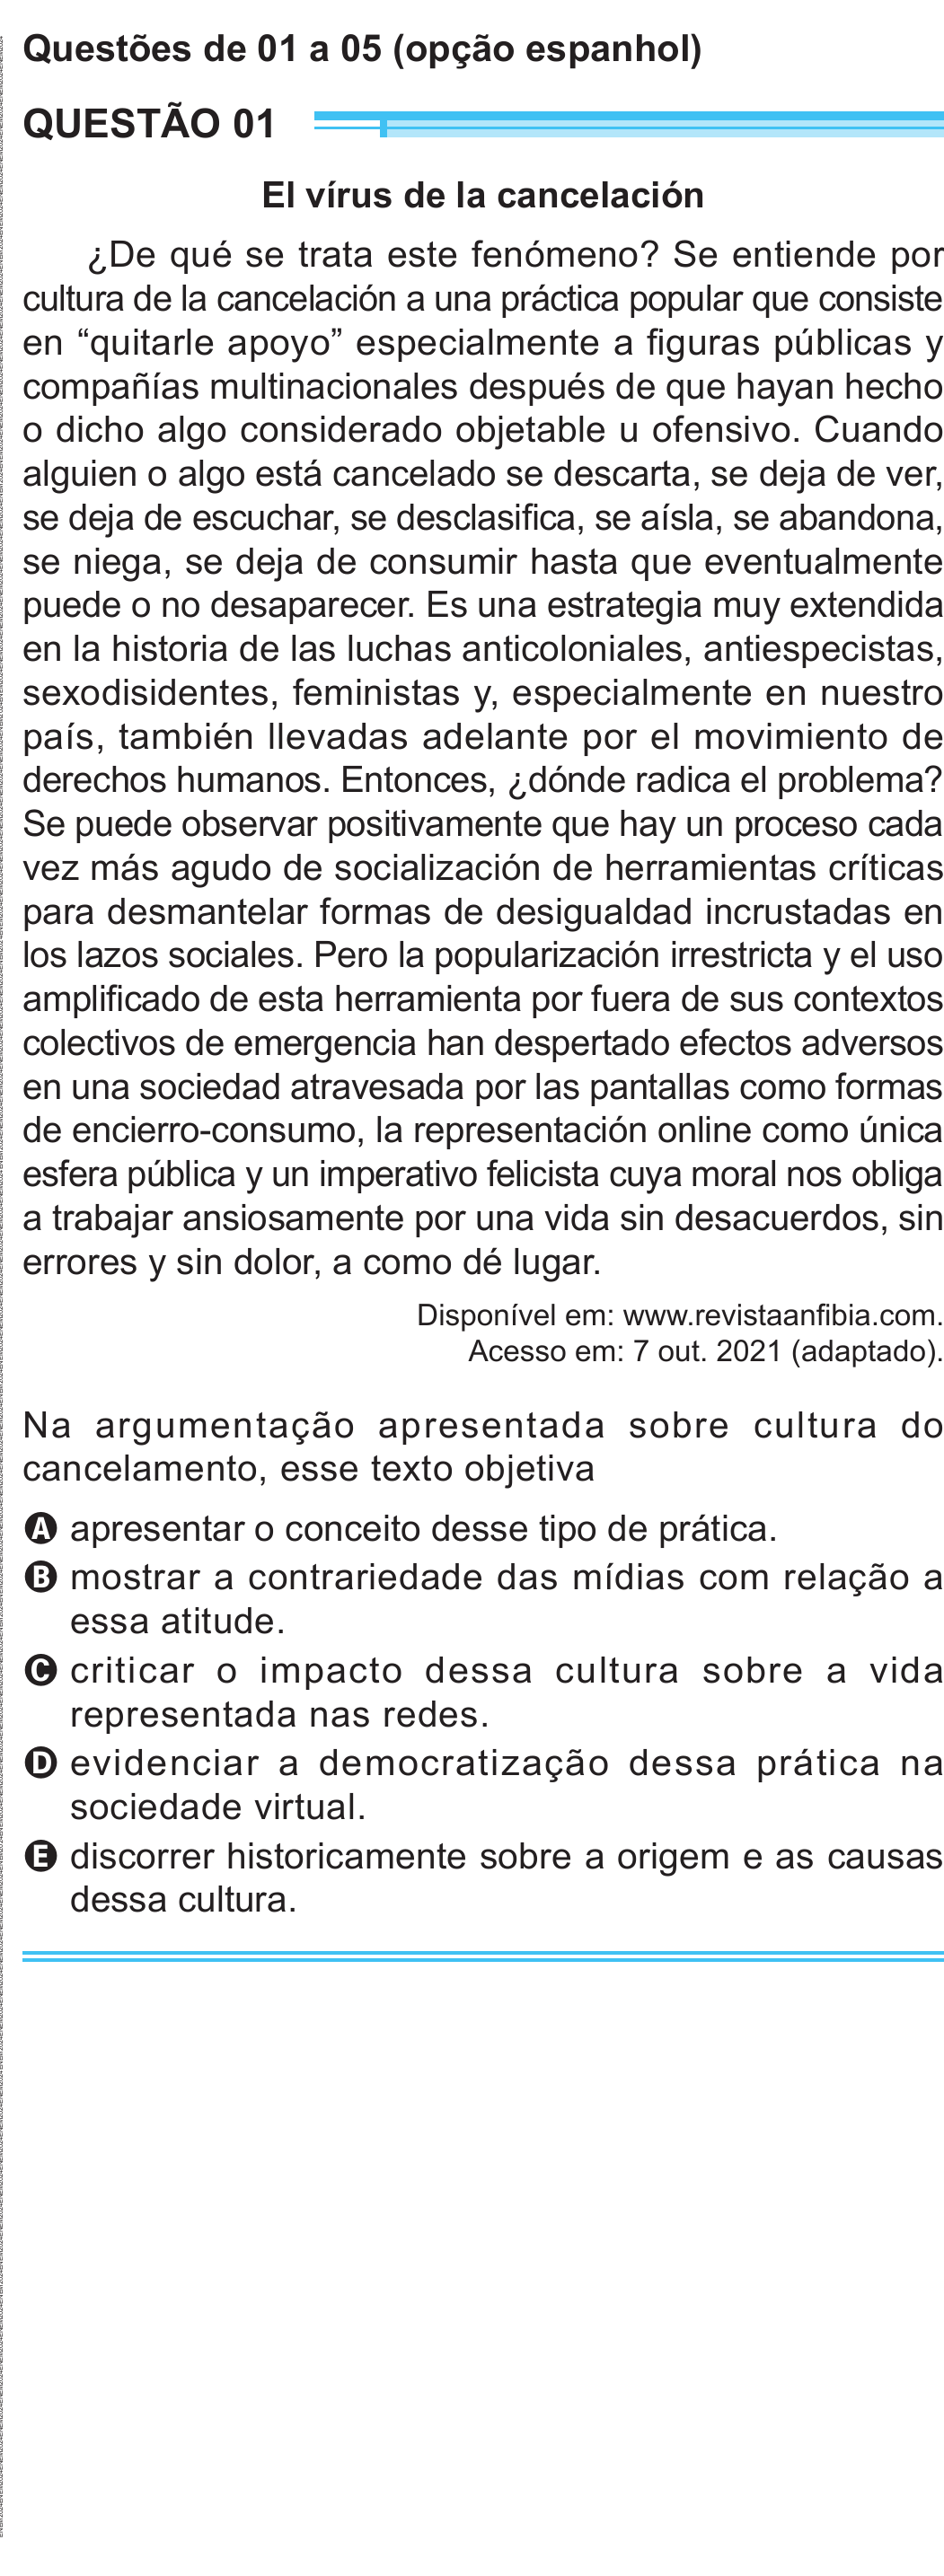 Questões de 01 a 05 (opção espanhol)
QUESTÃO 01
El vírus de la cancelación
¿De qué se trata este fenómeno? Se entiende por
cultura de la cancelación a una práctica popular que consiste
en “quitarle apoyo” especialmente a figuras públicas y
compañías multinacionales después de que hayan hecho
o dicho algo considerado objetable u ofensivo. Cuando
alguien o algo está cancelado se descarta, se deja de ver,
se deja de escuchar, se desclasifica, se aísla, se abandona,
se niega, se deja de consumir hasta que eventualmente
puede o no desaparecer. Es una estrategia muy extendida
en la historia de las luchas anticoloniales, antiespecistas,
sexodisidentes, feministas y, especialmente en nuestro
país, también llevadas adelante por el movimiento de
derechos humanos. Entonces, ¿dónde radica el problema?
Se puede observar positivamente que hay un proceso cada
vez más agudo de socialización de herramientas críticas
para desmantelar formas de desigualdad incrustadas en
los lazos sociales. Pero la popularización irrestricta y el uso
amplificado de esta herramienta por fuera de sus contextos
colectivos de emergencia han despertado efectos adversos
en una sociedad atravesada por las pantallas como formas
de encierro-consumo, la representación online como única
esfera pública y un imperativo felicista cuya moral nos obliga
a trabajar ansiosamente por una vida sin desacuerdos, sin
errores y sin dolor, a como dé lugar.
Disponível em: www.revistaanfibia.com.
Acesso em: 7 out. 2021 (adaptado).
Na argumentação apresentada sobre cultura do
cancelamento, esse texto objetiva
A apresentar o conceito desse tipo de prática.
B mostrar a contrariedade das mídias com relação a
essa atitude.
C criticar o impacto dessa cultura sobre a vida
representada nas redes.
D evidenciar a democratização dessa prática na
sociedade virtual.
E discorrer historicamente sobre a origem e as causas
dessa cultura.